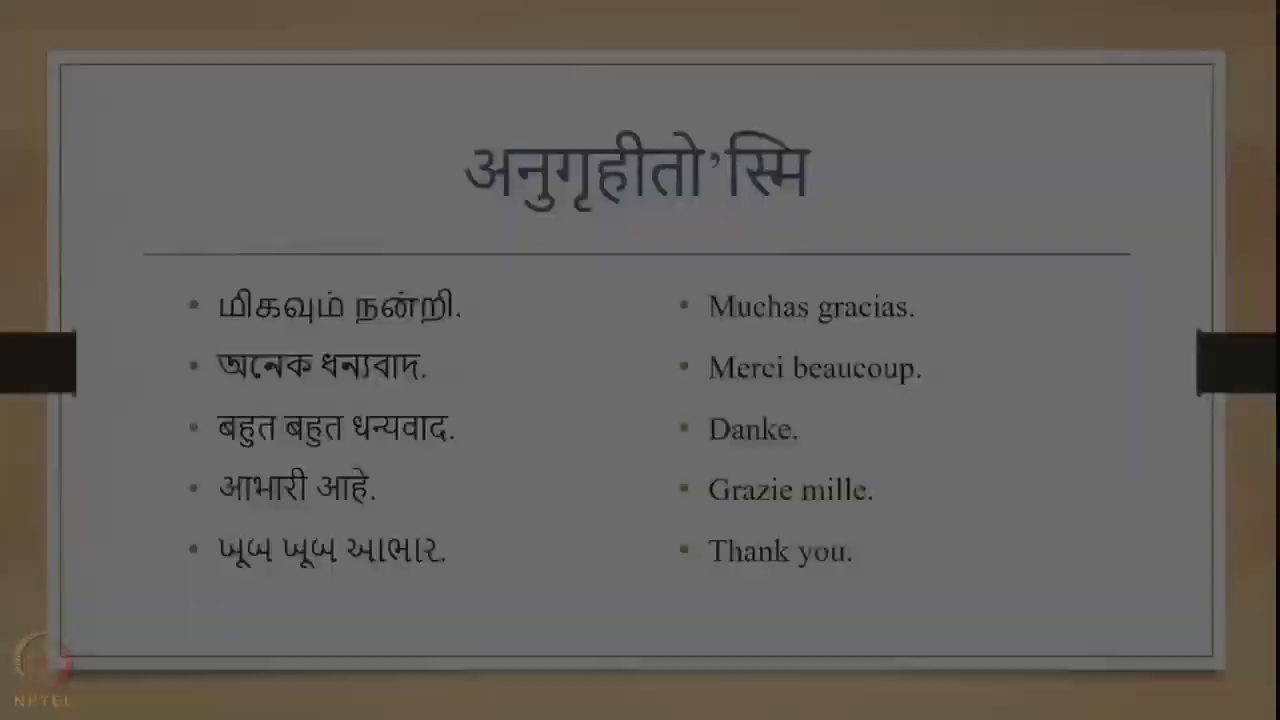 अनुगृहीतो’स्मि
மிகவும் நன்றி.
অনেক ধন্যবাদ.
बहुत बहुत धन्यवाद.
आभारी आहे.
ખૂબ ખૂબ આભાર.
Muchas gracias.
Merci beaucoup.
Danke.
Grazie mille.
Thank you.
NPTEL